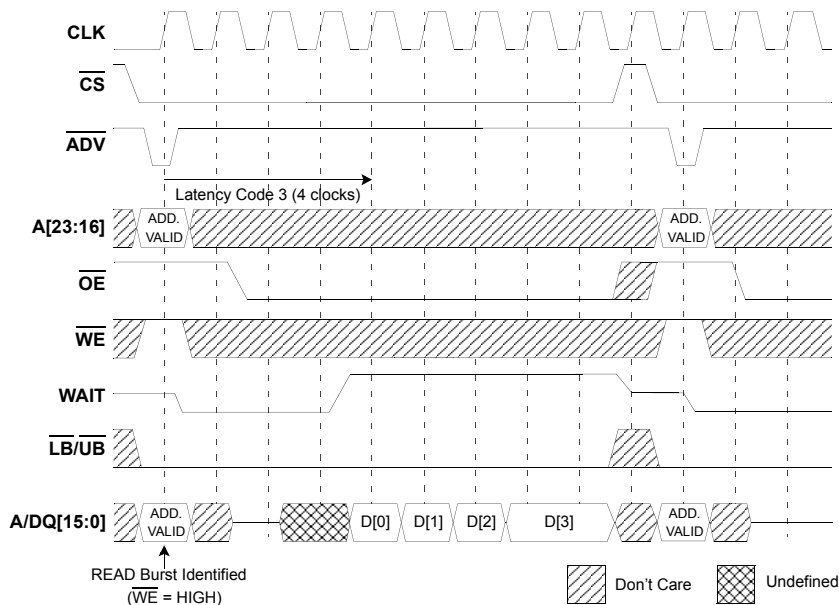 CLK
CS
ADV
Latency Code 3 (4 clocks)
A[23:16]
ADD.
VALID
ADD.
VALID
OE
WE
WAIT
LB/UB
A/DQ[15:0]
ADD.
VALID
D[0]
D[1]
D[2]
D[3]
ADD.
VALID
READ Burst Identified
(WE = HIGH)
Don't Care
Undefined